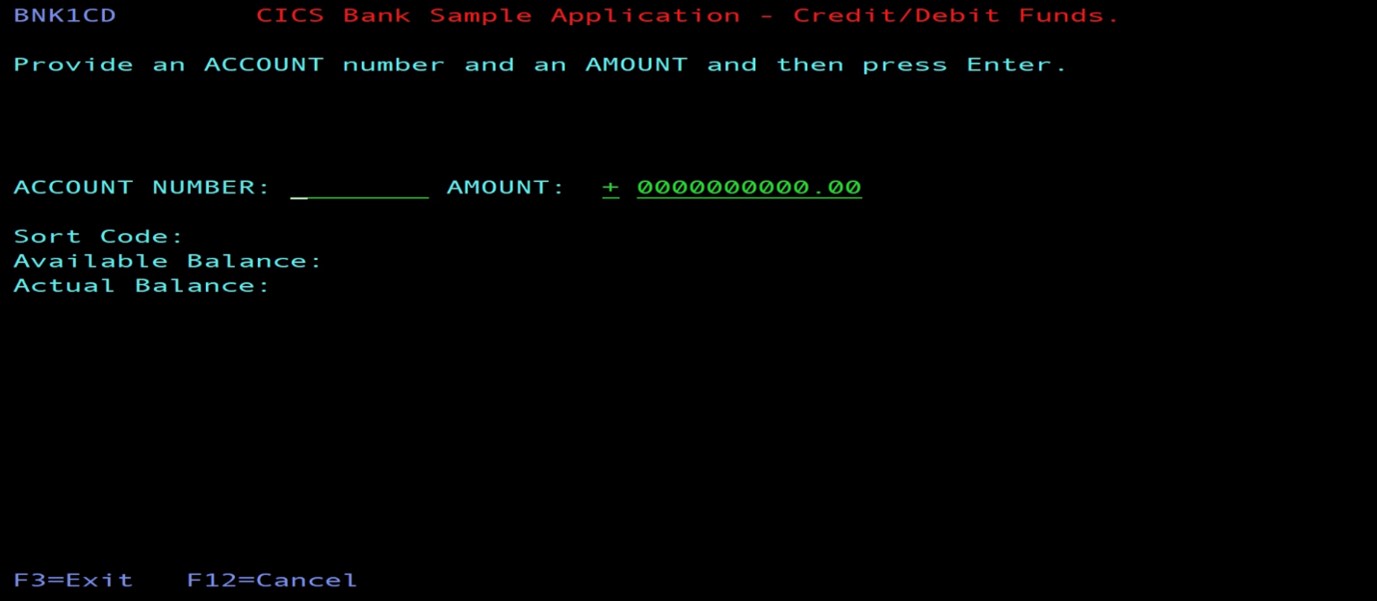 BNK1CD CICS Bank Sample Application - Credit/Debit Funds.
Provide an ACCOUNT number and an AMOUNT and then press Enter.
ACCOUNT NUMBER: ________ AMOUNT: + 0000000000.00
Sort Code:
Available Balance:
Actual Balance:
F3=Exit F12=Cancel